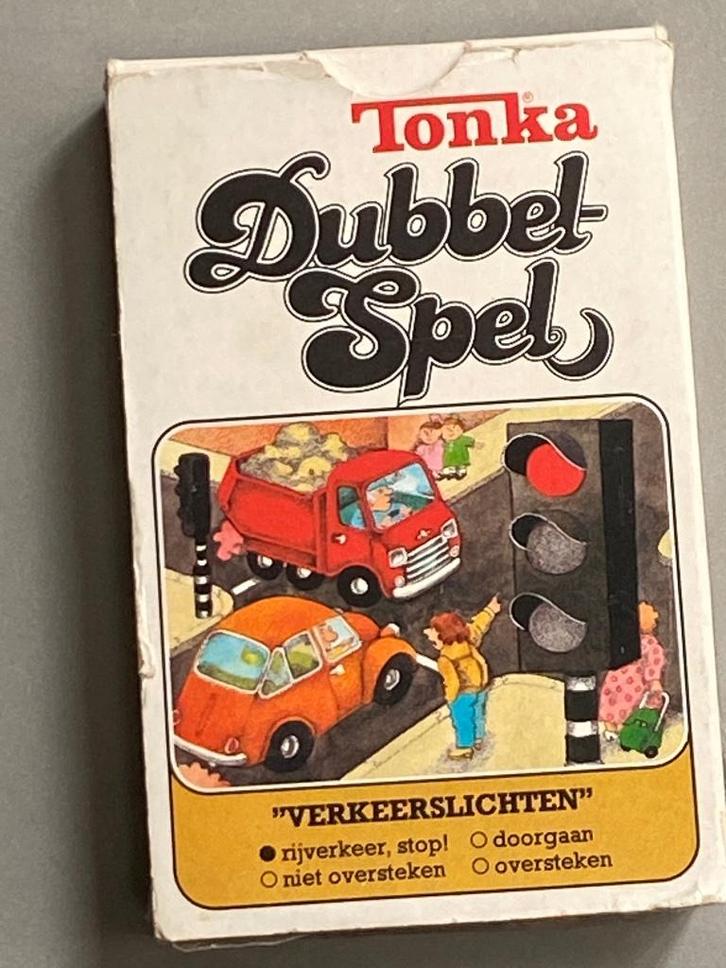 Tonka®
Dubbel-
Spel
"VERKEERSLICHTEN"
● rijverkeer, stop! ○ doorgaan
○ niet oversteken ○ oversteken